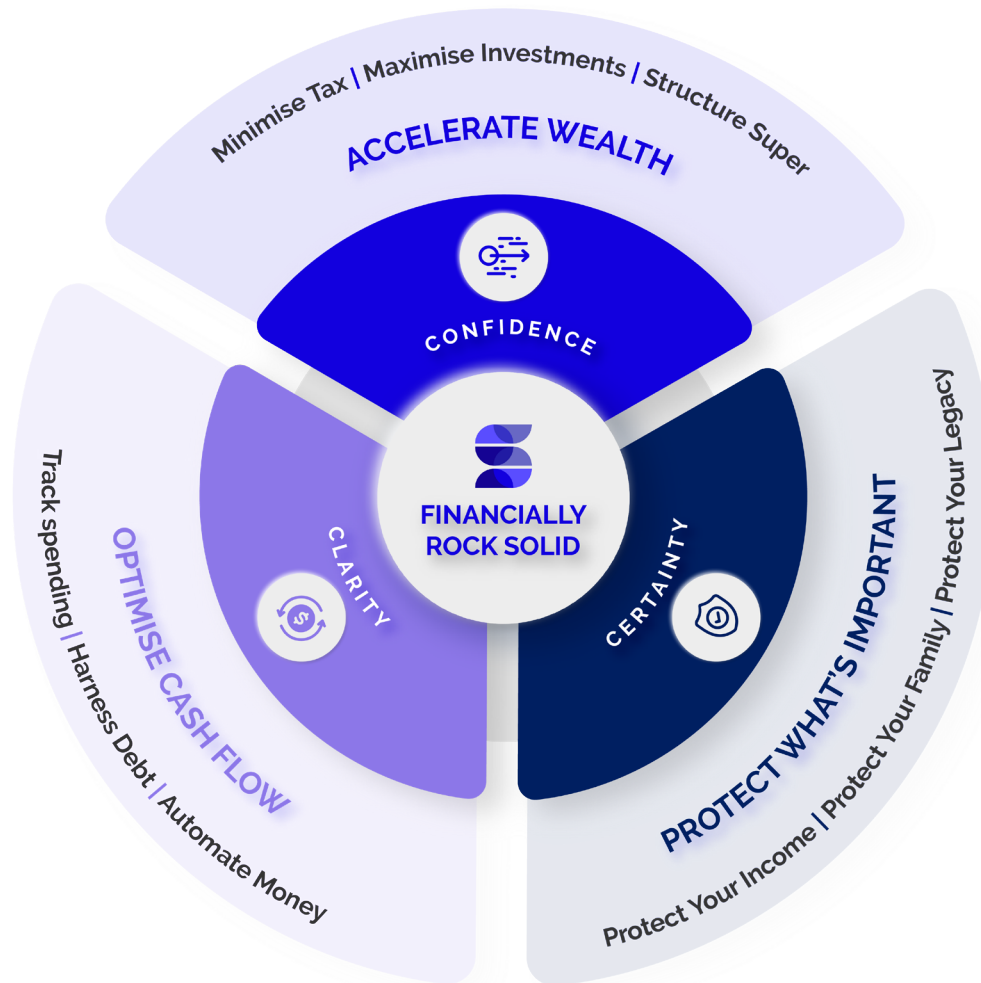 Minimise Tax | Maximise Investments | Structure Super
ACCELERATE WEALTH
CONFIDENCE
FINANCIALLY
ROCK SOLID
CLARITY
OPTIMISE CASH FLOW
Track spending | Harness Debt | Automate Money
CERTAINTY
PROTECT WHAT'S IMPORTANT
Protect Your Income | Protect Your Family | Protect Your Legacy
$